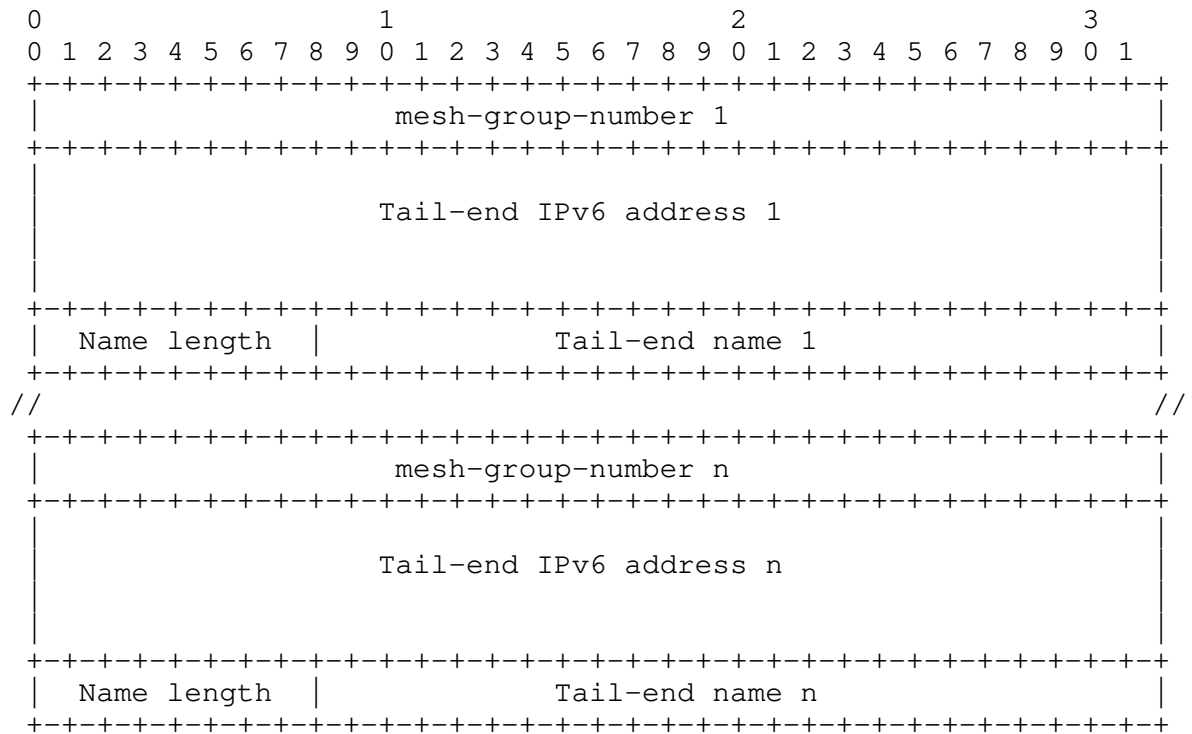 0                   1                   2                   3
0 1 2 3 4 5 6 7 8 9 0 1 2 3 4 5 6 7 8 9 0 1 2 3 4 5 6 7 8 9 0 1
+-+-+-+-+-+-+-+-+-+-+-+-+-+-+-+-+-+-+-+-+-+-+-+-+-+-+-+-+-+-+-+-+
|                    mesh-group-number 1                        |
+-+-+-+-+-+-+-+-+-+-+-+-+-+-+-+-+-+-+-+-+-+-+-+-+-+-+-+-+-+-+-+-+
|                                                               |
|                   Tail-end IPv6 address 1                     |
|                                                               |
|                                                               |
+-+-+-+-+-+-+-+-+-+-+-+-+-+-+-+-+-+-+-+-+-+-+-+-+-+-+-+-+-+-+-+-+
|  Name length  |             Tail-end name 1                   |
+-+-+-+-+-+-+-+-+-+-+-+-+-+-+-+-+-+-+-+-+-+-+-+-+-+-+-+-+-+-+-+-+
//                                                               //
+-+-+-+-+-+-+-+-+-+-+-+-+-+-+-+-+-+-+-+-+-+-+-+-+-+-+-+-+-+-+-+-+
|                    mesh-group-number n                        |
+-+-+-+-+-+-+-+-+-+-+-+-+-+-+-+-+-+-+-+-+-+-+-+-+-+-+-+-+-+-+-+-+
|                                                               |
|                   Tail-end IPv6 address n                     |
|                                                               |
|                                                               |
+-+-+-+-+-+-+-+-+-+-+-+-+-+-+-+-+-+-+-+-+-+-+-+-+-+-+-+-+-+-+-+-+
|  Name length  |             Tail-end name n                   |
+-+-+-+-+-+-+-+-+-+-+-+-+-+-+-+-+-+-+-+-+-+-+-+-+-+-+-+-+-+-+-+-+